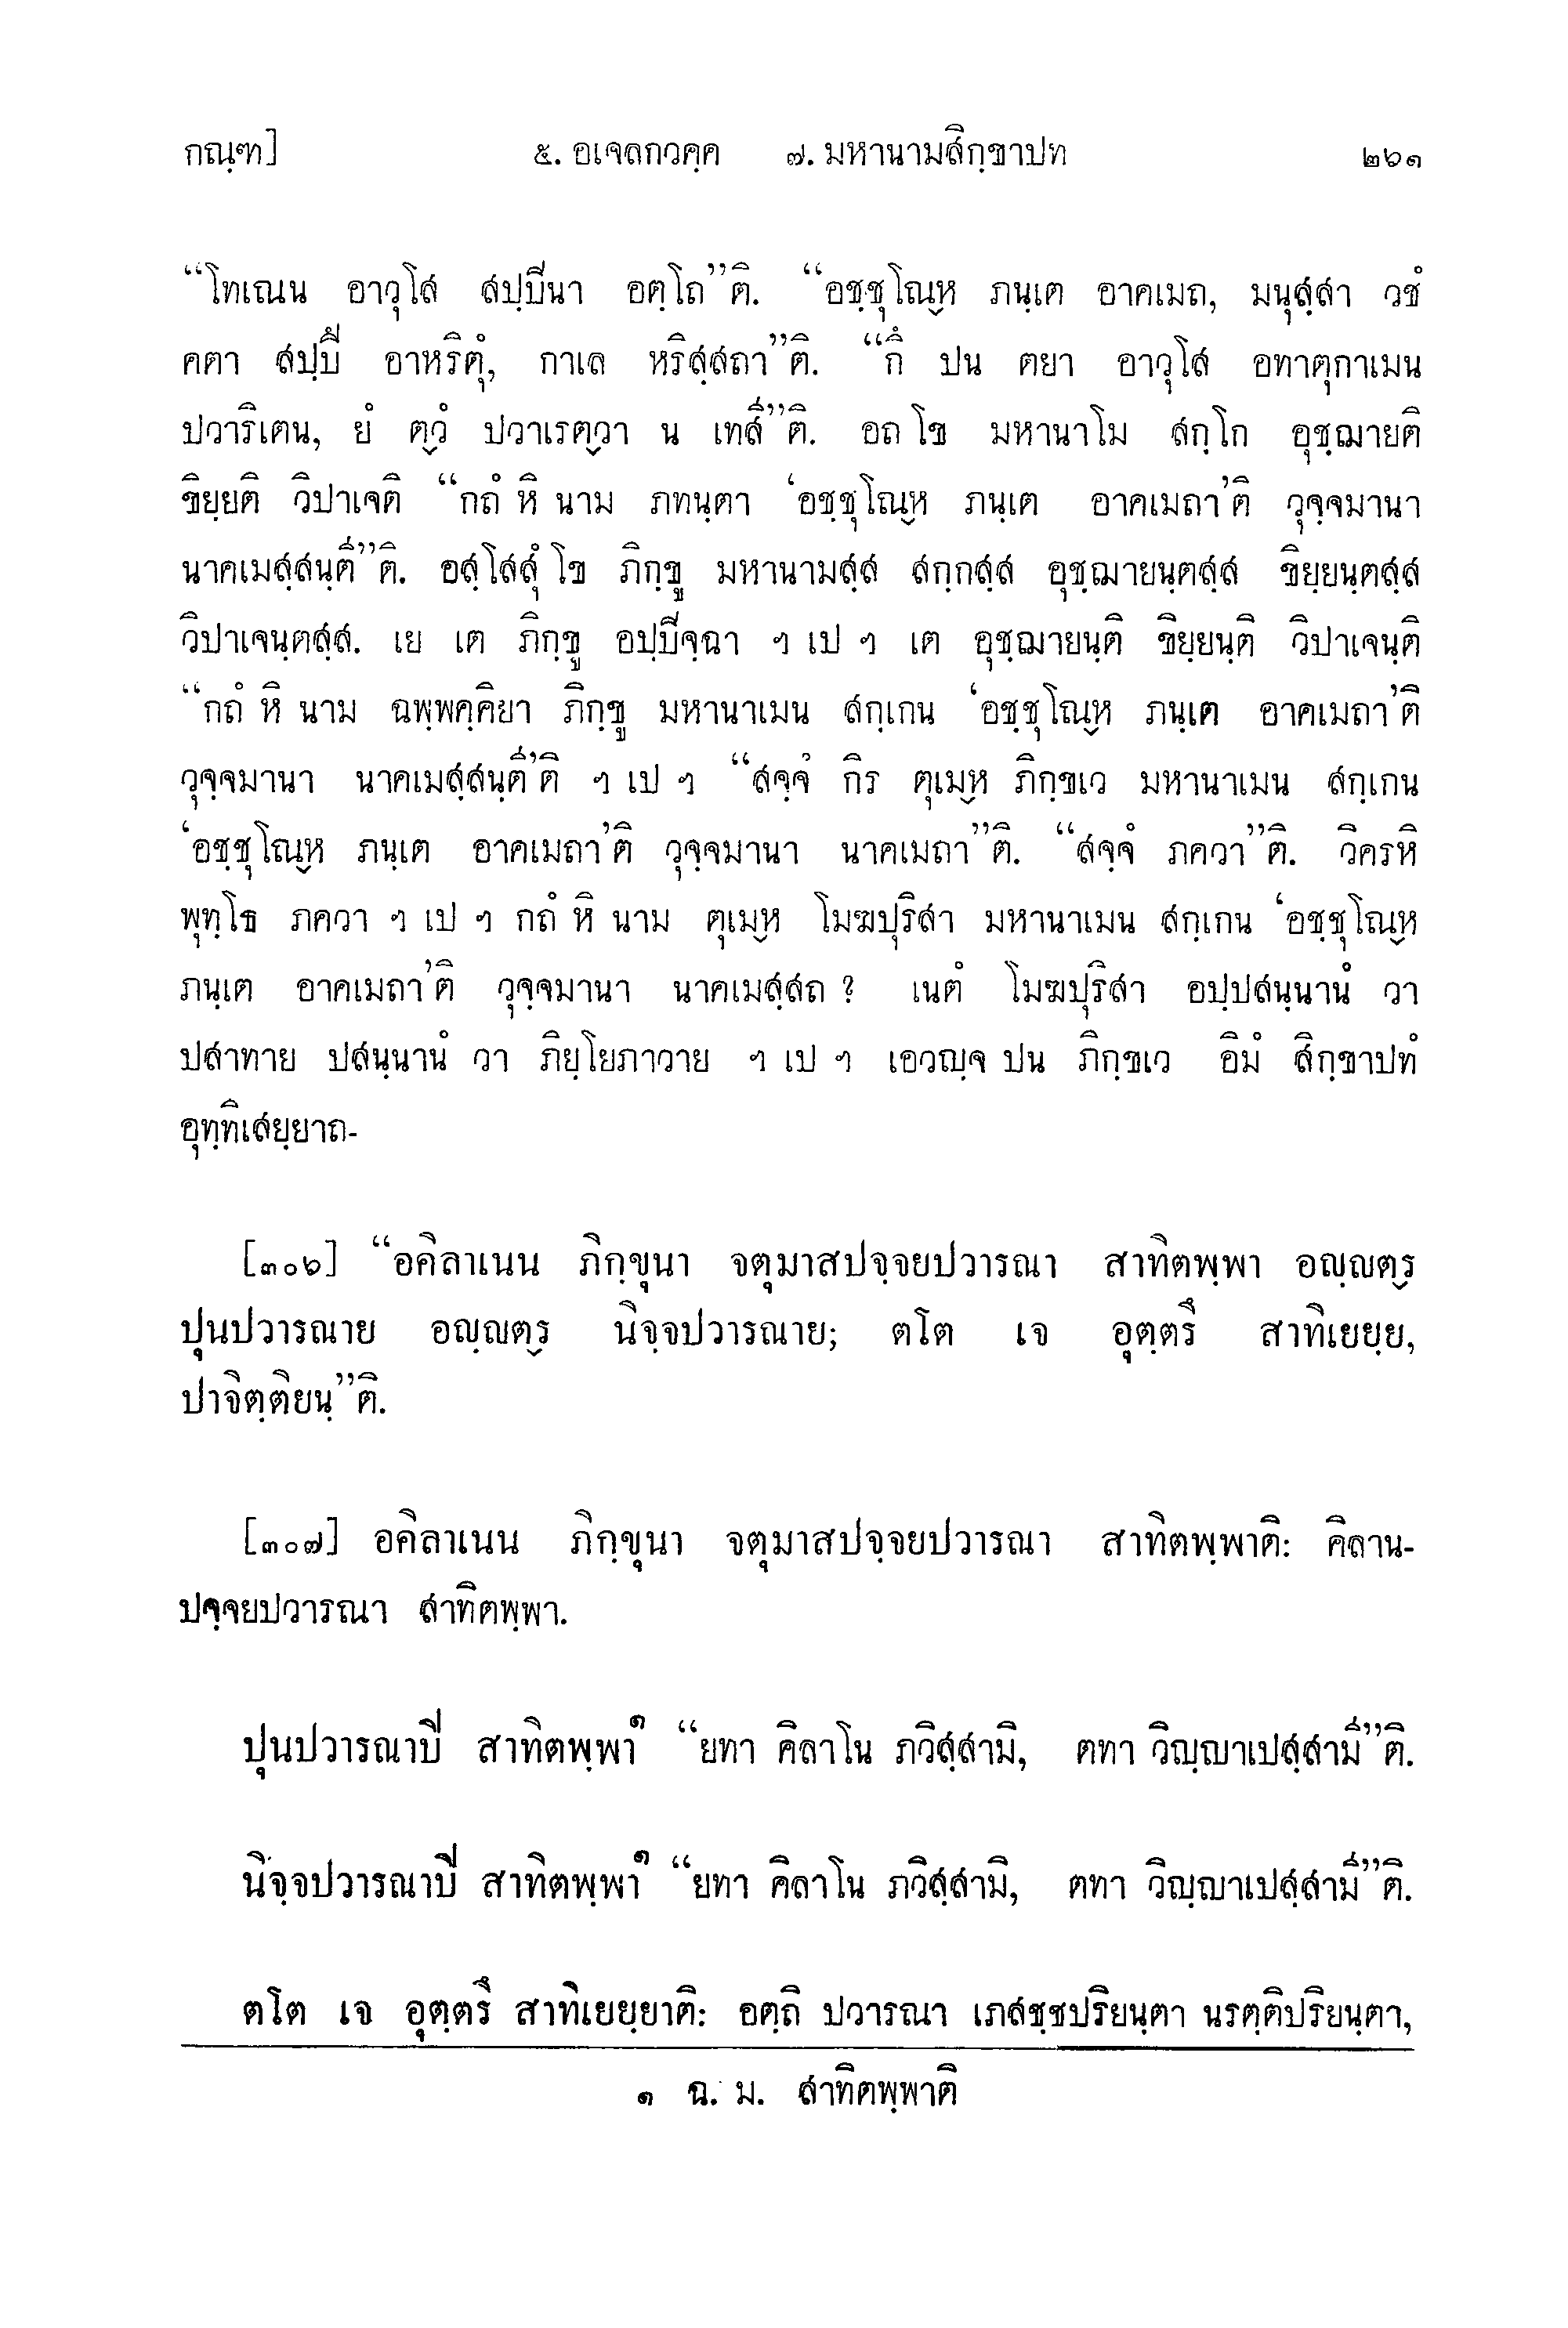 กณฺฑ] ๕. อเจลกวคฺค ๗. มหานามสิกฺขาปท ๒๖๑
“โทเณน อาวุโส สปฺปินา อตฺโถ”ติ. “อชฺชุโณฺห ภนฺเต อาคเมถ, มนุสฺสา วชํ
คตา สปฺปึ อาหริตุํ, กาเล หริสฺสถา”ติ. “กึ ปน ตยา อาวุโส อทาตุกาเมน
ปวาริเตน, ยํ ตฺวํ ปวาเรตฺวา น เทสี”ติ. อถ โข มหานาโม สกฺโก อุชฺฌายติ
ขิยฺยติ วิปาเจติ “กถํ หิ นาม ภทนฺตา ‘อชฺชุโณฺห ภนฺเต อาคเมถา’ติ วุจฺจมานา
นาคเมสฺสนฺตี”ติ. อสฺโสสุํ โข ภิกฺขู มหานามสฺส สกฺกสฺส อุชฺฌายนฺตสฺส ขิยฺยนฺตสฺส
วิปาเจนฺตสฺส. เย เต ภิกฺขู อปฺปิจฺฉา ฯ เป ฯ เต อุชฺฌายนฺติ ขิยฺยนฺติ วิปาเจนฺติ
“กถํ หิ นาม ฉพฺพคฺคิยา ภิกฺขู มหานาเมน สกฺเกน ‘อชฺชุโณฺห ภนฺเต อาคเมถา’ติ
วุจฺจมานา นาคเมสฺสนฺตี’ติ ฯ เป ฯ “สจฺจํ กิร ตุเมฺห ภิกฺขเว มหานาเมน สกฺเกน
‘อชฺชุโณฺห ภนฺเต อาคเมถา’ติ วุจฺจมานา นาคเมถา”ติ. “สจฺจํ ภควา”ติ. วิครหิ
พุทฺโธ ภควา ฯ เป ฯ กถํ หิ นาม ตุเมฺห โมฆปุริสา มหานาเมน สกฺเกน ‘อชฺชุโณฺห
ภนฺเต อาคเมถา’ติ วุจฺจมานา นาคเมสฺสถ ? เนตํ โมฆปุริสา อปฺปสนฺนานํ วา
ปสาทาย ปสนฺนานํ วา ภิยฺโยภาวาย ฯ เป ฯ เอวญฺจ ปน ภิกฺขเว อิมํ สิกฺขาปทํ
อุทฺทิเสยฺยาถ-
[๓๐๖] “อคิลาเนน ภิกฺขุนา จตุมาสปจฺจยปวารณา สาทิตพฺพา อญฺญตฺร
ปุนปวารณาย อญฺญตฺร นิจฺจปวารณาย; ตโต เจ อุตฺตรึ สาทิเยยฺย,
ปาจิตฺติยนฺ”ติ.
[๓๐๗] อคิลาเนน ภิกฺขุนา จตุมาสปจฺจยปวารณา สาทิตพฺพาติ: คิลาน-
ปจฺจยปวารณา สาทิตพฺพา.
ปุนปวารณาปิ สาทิตพฺพา๑ “ยทา คิลาโน ภวิสฺสามิ, ตทา วิญฺญาเปสฺสามี”ติ.
นิจฺจปวารณาปิ สาทิตพฺพา๑ “ยทา คิลาโน ภวิสฺสามิ, ตทา วิญฺญาเปสฺสามี”ติ.
ตโต เจ อุตฺตรึ สาทิเยยฺยาติ: อตฺถิ ปวารณา เภสชฺชปริยนฺตา นรตฺติปริยนฺตา,
๑ ฉ. ม. สาทิตพฺพาติ